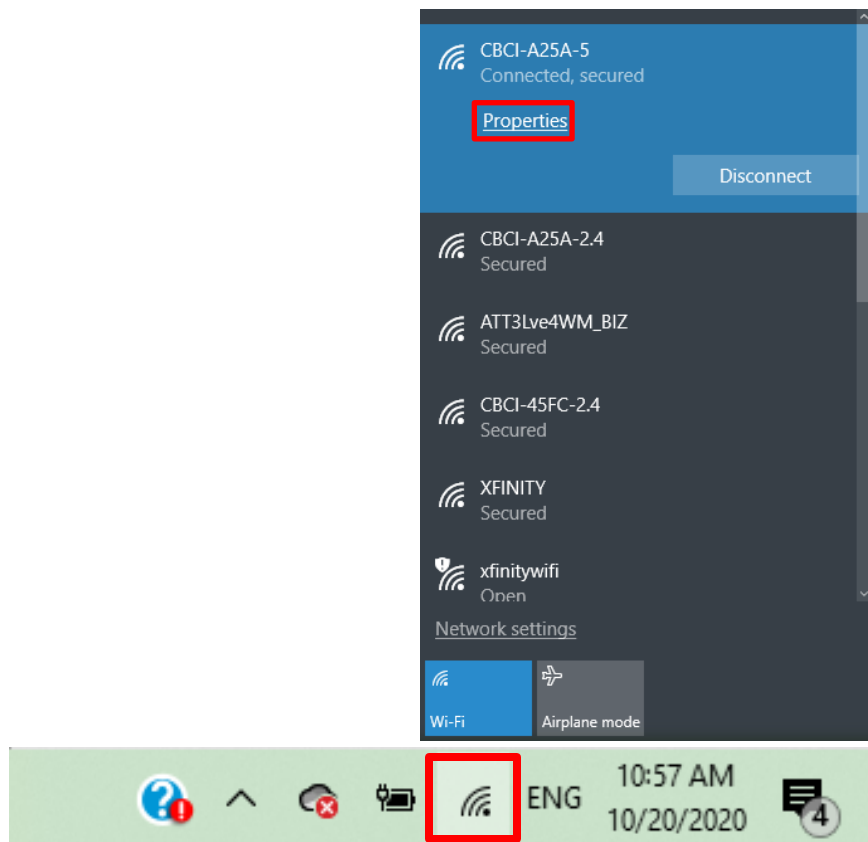 CBCI-A25A-5
Connected, secured
Properties
Disconnect
CBCI-A25A-2.4
Secured
ATT3Lve4WM_BIZ
Secured
CBCI-45FC-2.4
Secured
XFINITY
Secured
xfinitywifi
Open
Network settings
Wi-Fi
Airplane mode
ENG
10:57 AM
10/20/2020
4